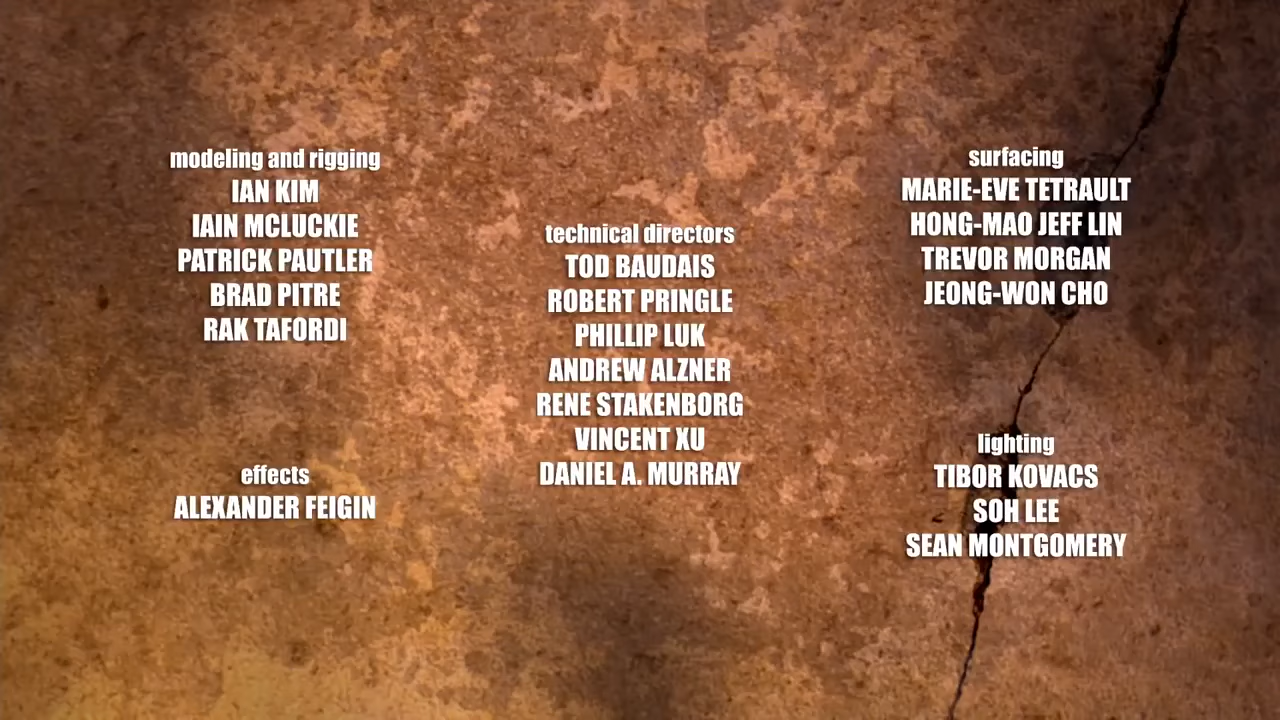 modeling and rigging
IAN KIM
IAIN MCLUCKIE
PATRICK PAUTLER
BRAD PITRE
RAK TAFORDI
effects
ALEXANDER FEIGIN
technical directors
TOD BAUDAIS
ROBERT PRINGLE
PHILLIP LUK
ANDREW ALZNER
RENE STAKENBORG
VINCENT XU
DANIEL A. MURRAY
surfacing
MARIE-EVE TETRAULT
HONG-MAO JEFF LIN
TREVOR MORGAN
JEONG-WON CHO
lighting
TIBOR KOVACS
SOH LEE
SEAN MONTGOMERY